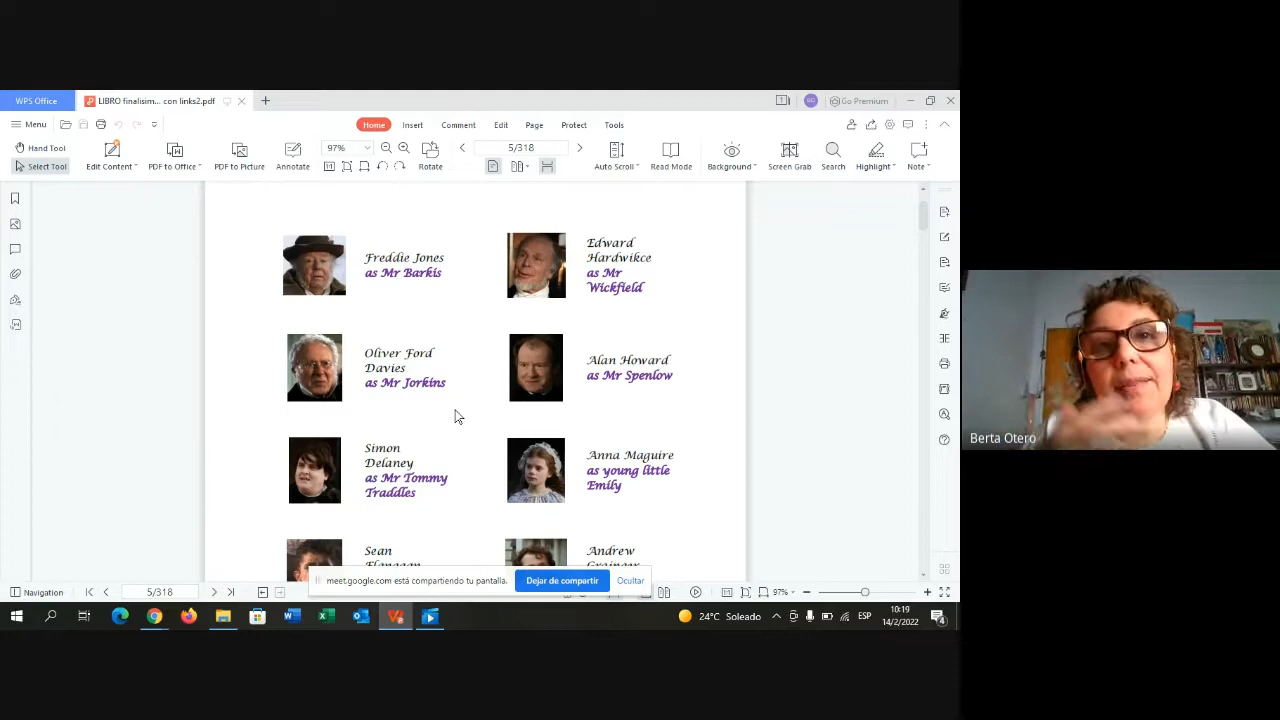 WPS Office
LIBRO finalisim... con links2.pdf
Go Premium
Menu
Home Insert Comment Edit Page Protect Tools
Hand Tool
Select Tool
Edit Content
PDF to Office
PDF to Picture
Annotate
97%
Rotate
5/318
Auto Scroll
Read Mode
Background
Screen Grab
Search
Highlight
Note
Freddie Jones
as Mr Barkis
Edward
Hardwikce
as Mr
Wickfield
Oliver Ford
Davies
as Mr Jorkins
Alan Howard
as Mr Spenlow
Simon
Delaney
as Mr Tommy
Traddles
Anna Maguire
as young little
Emily
Sean
Flanagan
Andrew
Grainger
meet.google.com está compartiendo tu pantalla.
Dejar de compartir
Ocultar
Navigation
5/318
97%
24°C Soleado
ESP
10:19
14/2/2022
4
Berta Otero